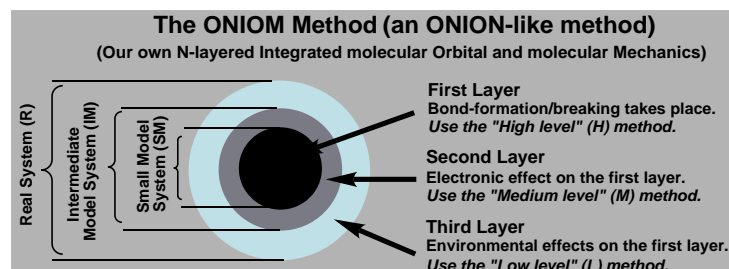 The ONIOM Method (an ONION-like method)
(Our own N-layered Integrated molecular Orbital and molecular Mechanics)
Real System (R)
Intermediate
Model System (IM)
Small Model
System (SM)
First Layer
Bond-formation/breaking takes place.
Use the "High level" (H) method.
Second Layer
Electronic effect on the first layer.
Use the "Medium level" (M) method.
Third Layer
Environmental effects on the first layer.
Use the "Low level" (L) method.